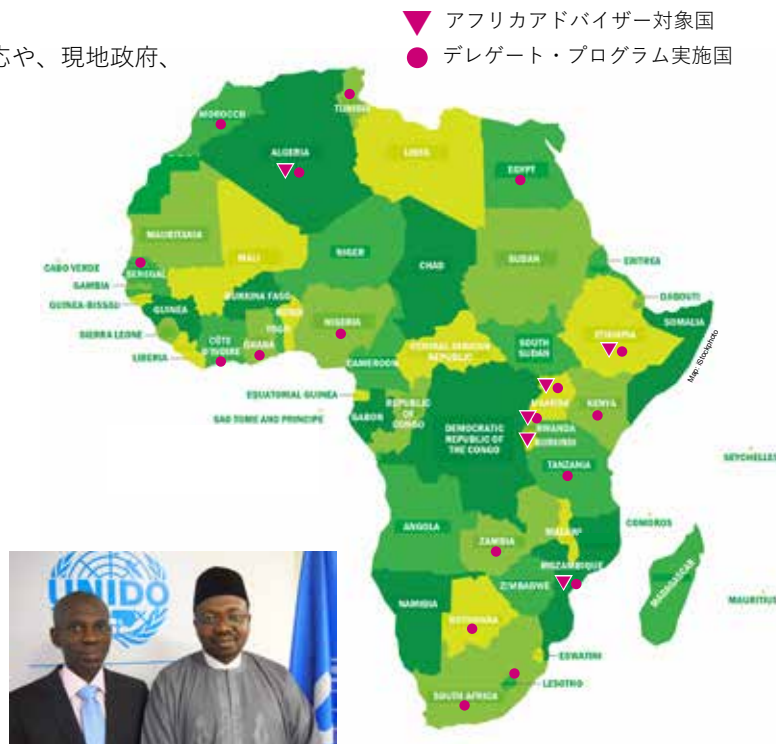 ▼ アフリカアドバイザー対象国
● デレゲート・プログラム実施国
応や、現地政府、
MOROCCO
TUNISIA
ALGERIA
LIBYA
EGYPT
MAURITANIA
MALI
NIGER
CHAD
SUDAN
ERITREA
CABO VERDE
SENEGAL
GAMBIA
GUINEA-BISSAU
GUINEA
BURKINA FASO
BENIN
DJIBOUTI
SOMALIA
SIERRA LEONE
CÔTE
D'IVOIRE
GHANA
TOGO
NIGERIA
LIBERIA
CENTRAL AFRICAN
REPUBLIC
SOUTH
SUDAN
ETHIOPIA
CAMEROON
Map: iStockphoto
EQUATORIAL GUINEA
SAO TOME AND PRINCIPE
GABON
REPUBLIC
OF
CONGO
DEMOCRATIC
REPUBLIC OF
THE CONGO
UGANDA
KENYA
RWANDA
BURUNDI
TANZANIA
SEYCHELLES
ANGOLA
ZAMBIA
MALAWI
COMOROS
MOZAMBIQUE
ZIMBABWE
MADAGASCAR
MAURITIUS
NAMIBIA
BOTSWANA
ESWATINI
LESOTHO
SOUTH AFRICA
UNIDO